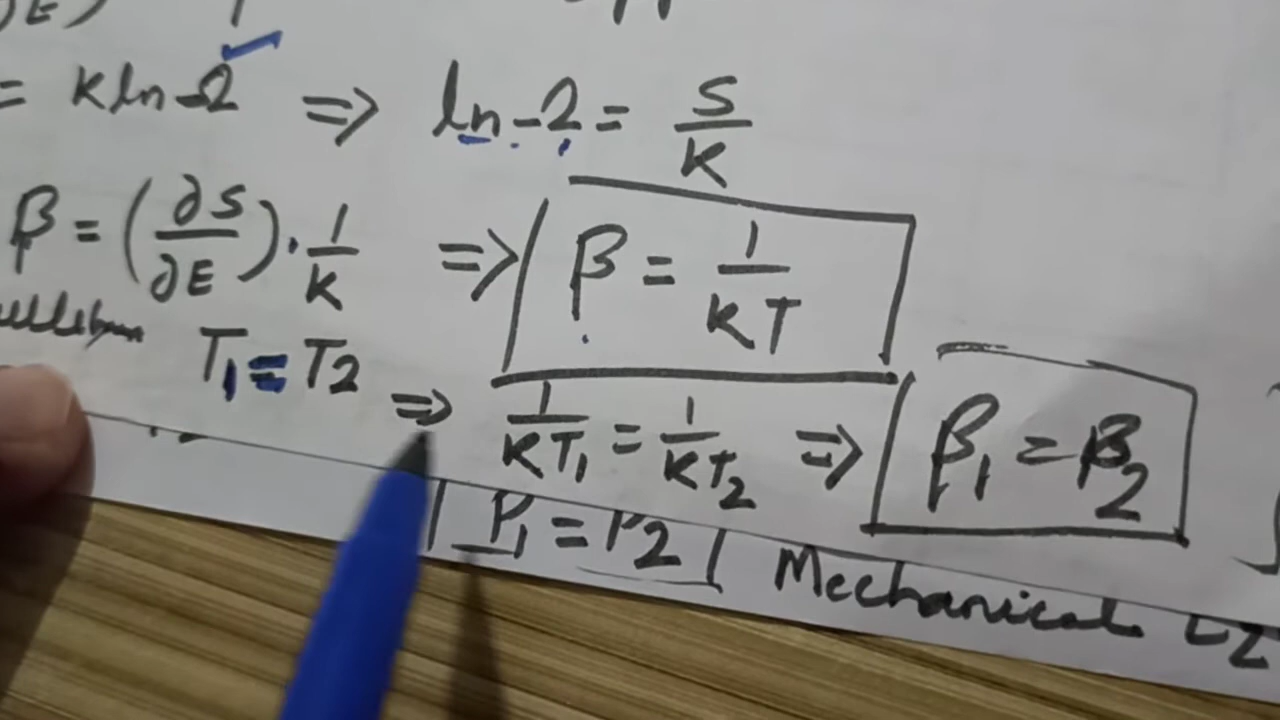 = K ln Ω ⇒ ln Ω = S/K
β = (∂S/∂E) · 1/K ⇒ β = 1/KT
T₁ = T₂ ⇒ 1/KT₁ = 1/KT₂ ⇒ β₁ = β₂
P₁ = P₂ Mechanical